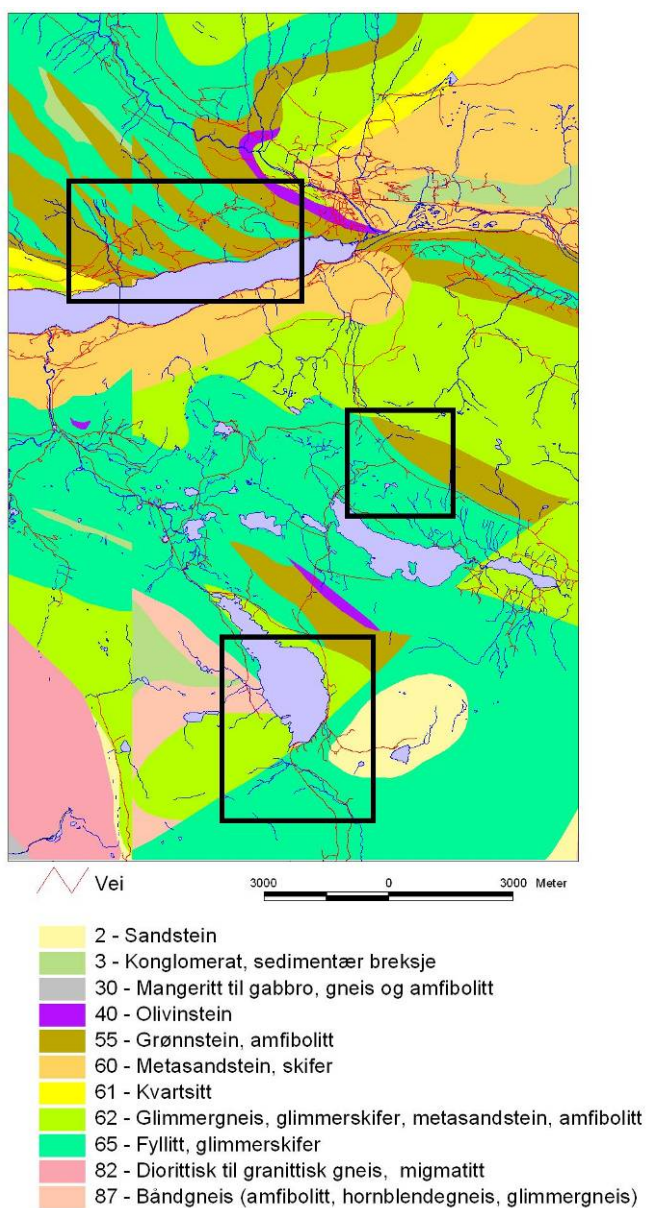 Vei
3000 0 3000 Meter
2 - Sandstein
3 - Konglomerat, sedimentær breksje
30 - Mangeritt til gabbro, gneis og amfibolitt
40 - Olivinstein
55 - Grønnstein, amfibolitt
60 - Metasandstein, skifer
61 - Kvartsitt
62 - Glimmergneis, glimmerskifer, metasandstein, amfibolitt
65 - Fyllitt, glimmerskifer
82 - Diorittisk til granittisk gneis, migmatitt
87 - Båndgneis (amfibolitt, hornblendegneis, glimmergneis)